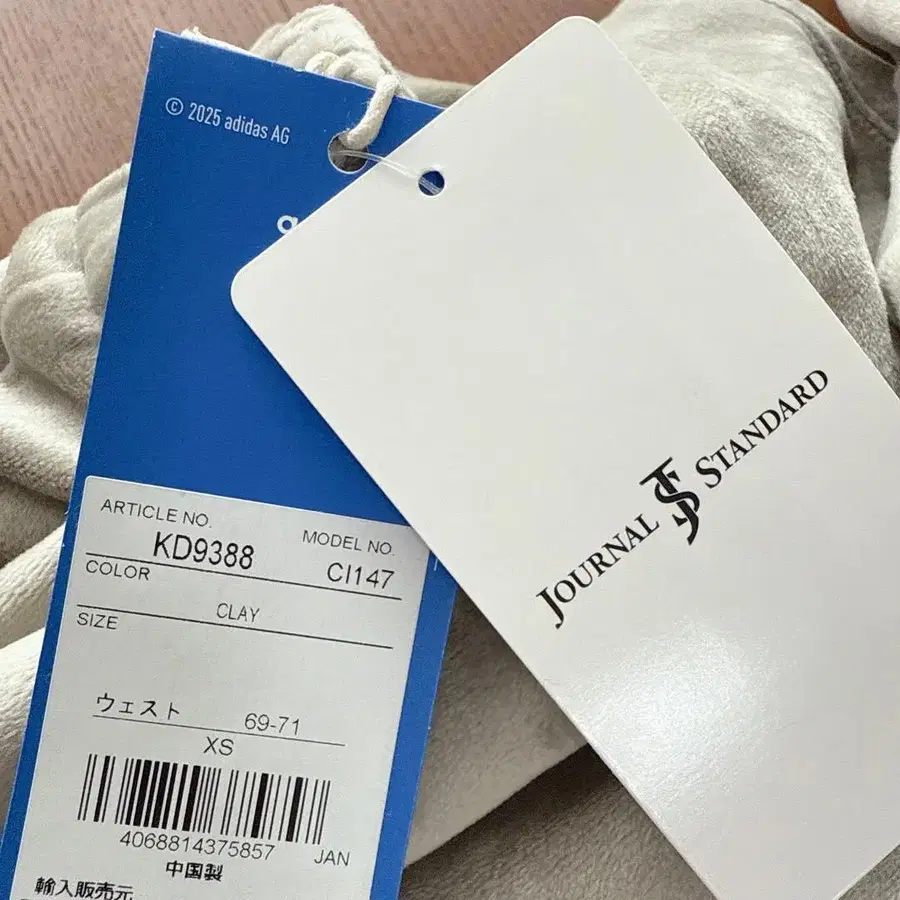 © 2025 adidas AG
a
ARTICLE NO.
MODEL NO.
KD9388
CI147
COLOR
CLAY
SIZE
ウェスト 69-71
XS
4068814375857 JAN
中国製
輸入販売元
JOURNAL JS STANDARD